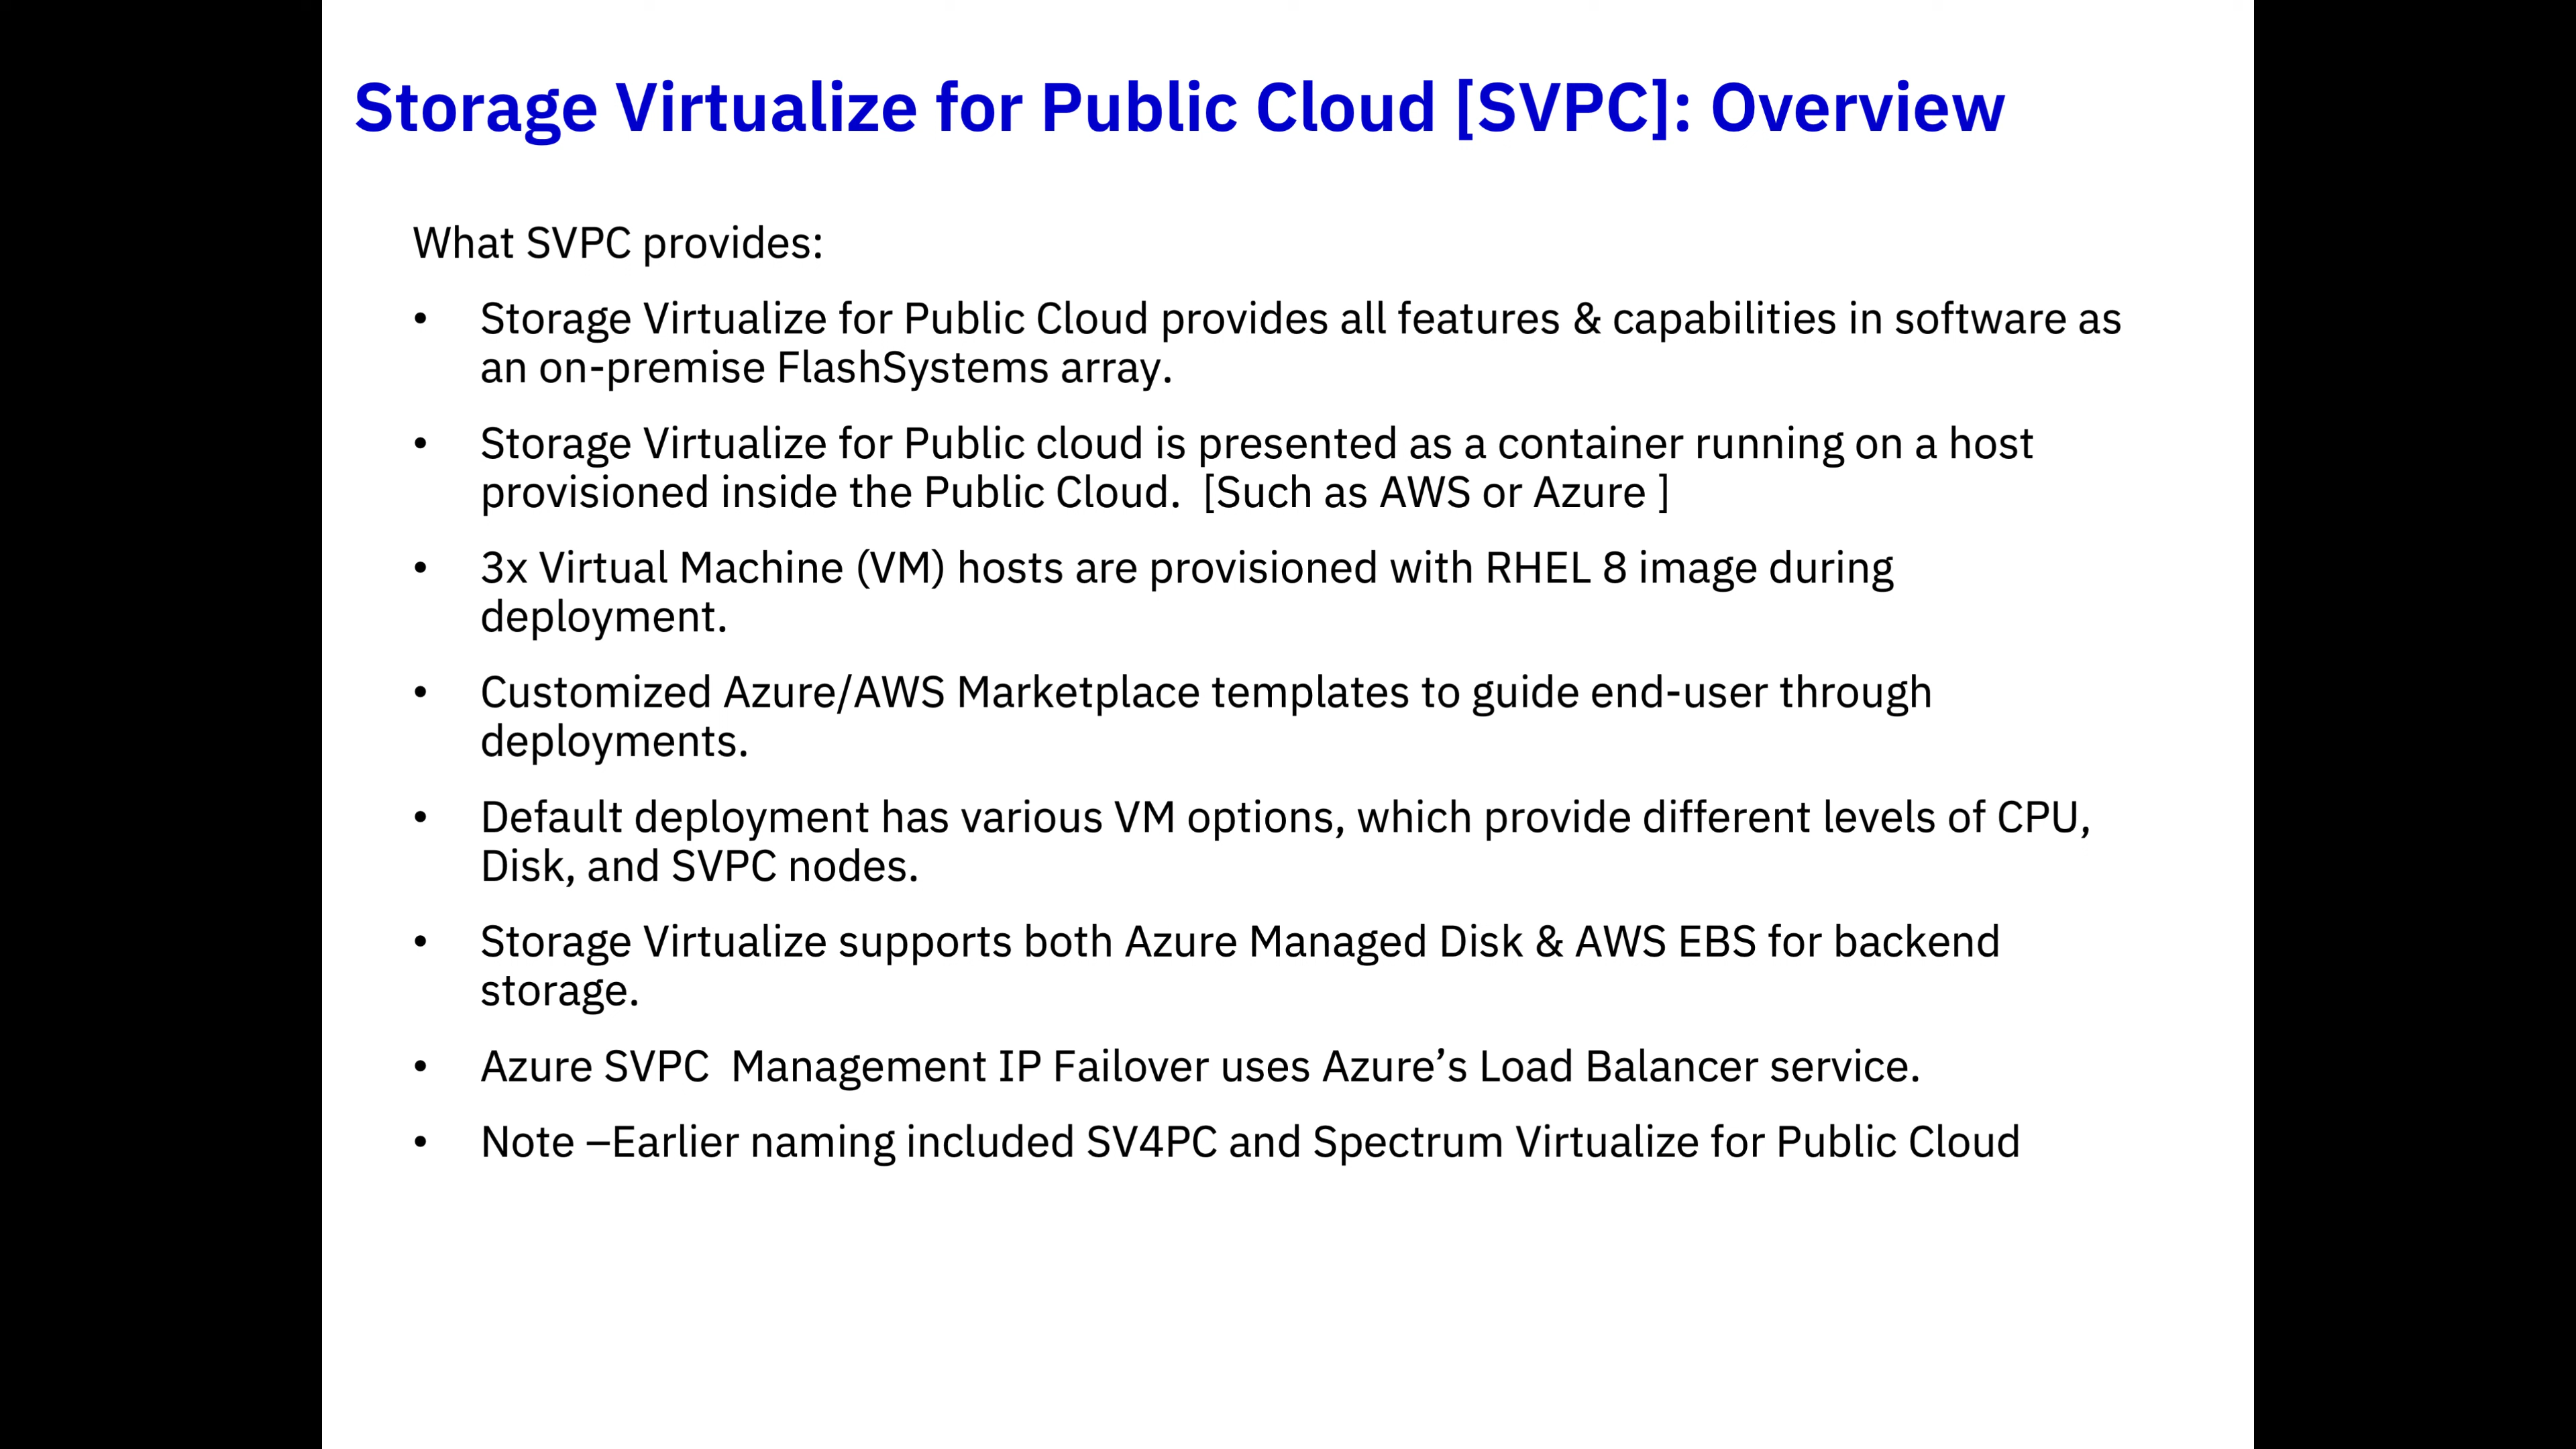 Storage Virtualize for Public Cloud [SVPC]: Overview
What SVPC provides:
• Storage Virtualize for Public Cloud provides all features & capabilities in software as
an on-premise FlashSystems array.
• Storage Virtualize for Public cloud is presented as a container running on a host
provisioned inside the Public Cloud.  [Such as AWS or Azure ]
• 3x Virtual Machine (VM) hosts are provisioned with RHEL 8 image during
deployment.
• Customized Azure/AWS Marketplace templates to guide end-user through
deployments.
• Default deployment has various VM options, which provide different levels of CPU,
Disk, and SVPC nodes.
• Storage Virtualize supports both Azure Managed Disk & AWS EBS for backend
storage.
• Azure SVPC  Management IP Failover uses Azure’s Load Balancer service.
• Note –Earlier naming included SV4PC and Spectrum Virtualize for Public Cloud